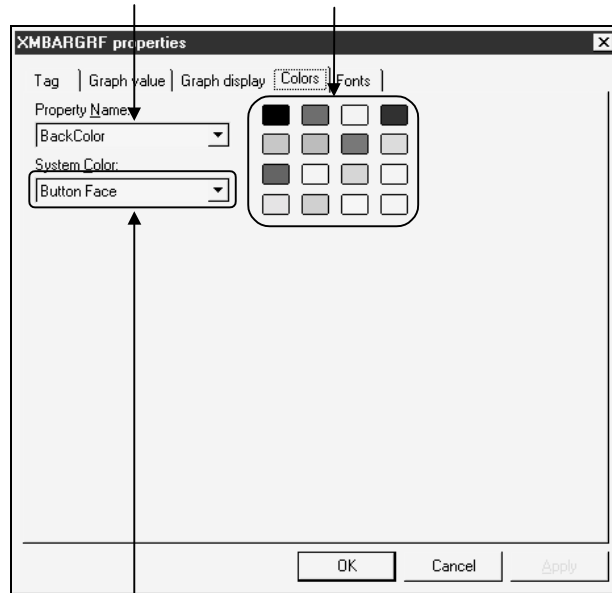 XMBARGRF properties
Tag Graph value Graph display Colors Fonts
Property Name:
BackColor
System Color:
Button Face
OK Cancel Apply